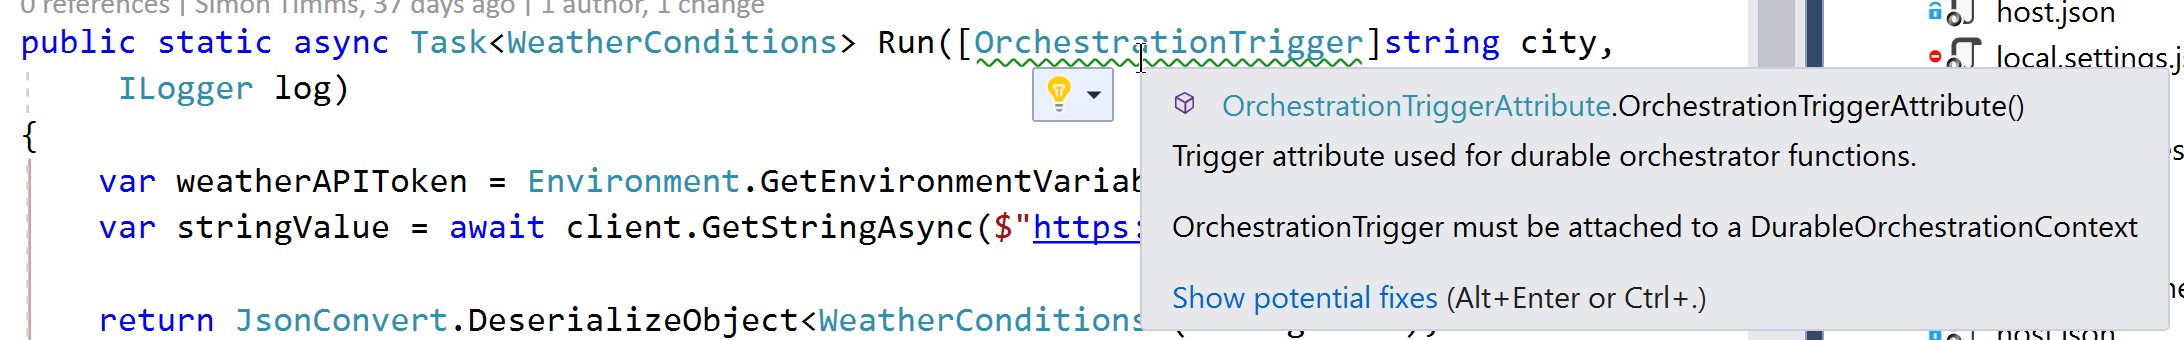 0 references | Simon Timms, 37 days ago | 1 author, 1 change
public static async Task<WeatherConditions> Run([OrchestrationTrigger]string city,
ILogger log)
{
var weatherAPIToken = Environment.GetEnvironmentVariab
var stringValue = await client.GetStringAsync($"https:
return JsonConvert.DeserializeObject<WeatherConditions
OrchestrationTriggerAttribute.OrchestrationTriggerAttribute()
Trigger attribute used for durable orchestrator functions.
OrchestrationTrigger must be attached to a DurableOrchestrationContext
Show potential fixes (Alt+Enter or Ctrl+.)
host.json
local.settings.j
host.json